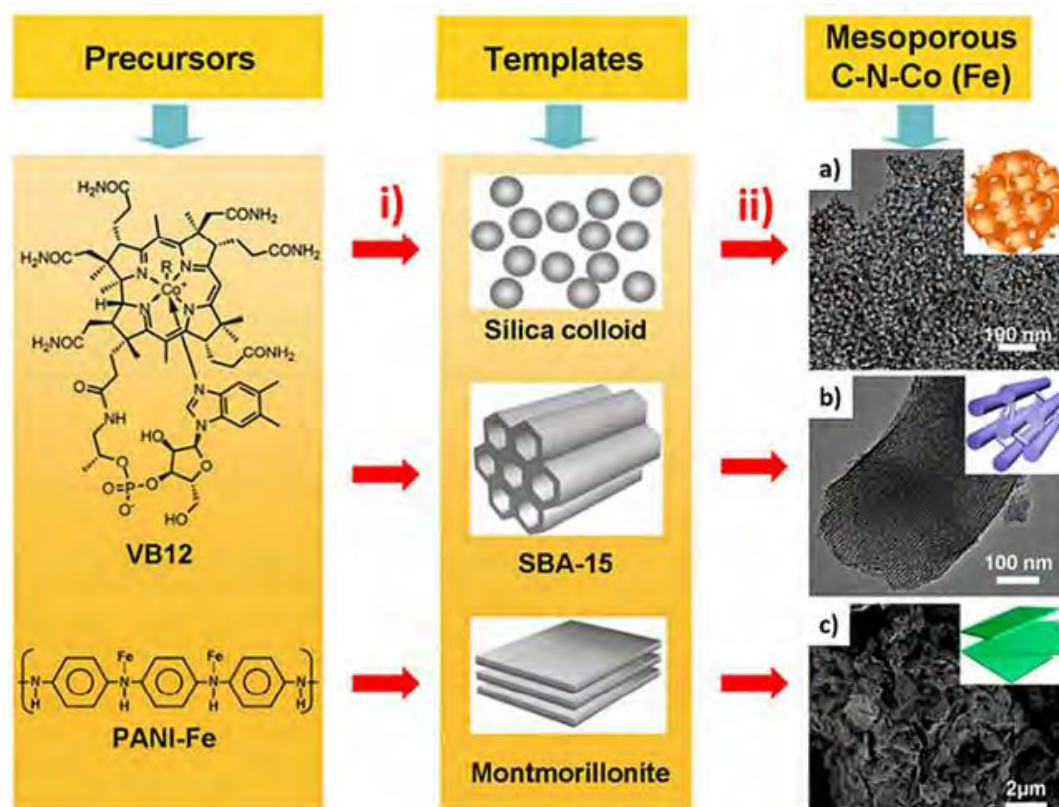 Precursors
Templates
Mesoporous
C-N-Co (Fe)
H₂NOC
CONH₂
H₂NOC
CONH₂
R
N
N
Co⁺
N
N
H
H₂NOC
CONH₂
O
NH
N
N
HO
O
O
O=P-O
O⁻
HO
VB12
Fe
Fe
N
N
N
N
H
H
H
H
PANI-Fe
i)
Silica colloid
SBA-15
Montmorillonite
ii)
a)
100 nm
b)
100 nm
c)
2μm